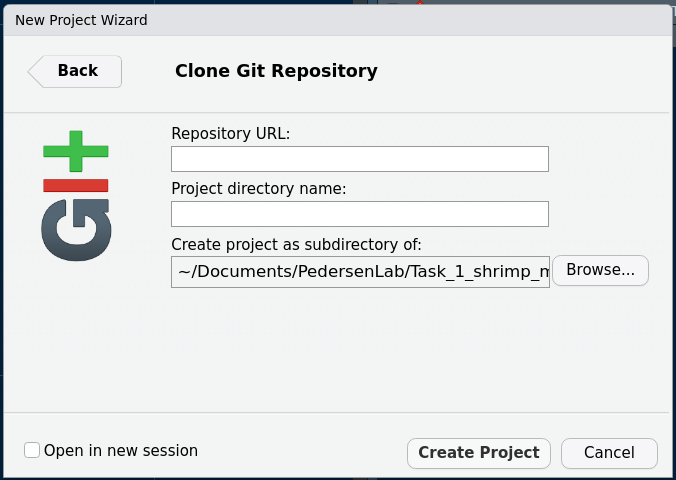 New Project Wizard
Back
Clone Git Repository
GIT
Repository URL:
Project directory name:
Create project as subdirectory of:
~/Documents/PedersenLab/Task_1_shrimp_m
Browse...
Open in new session
Create Project
Cancel